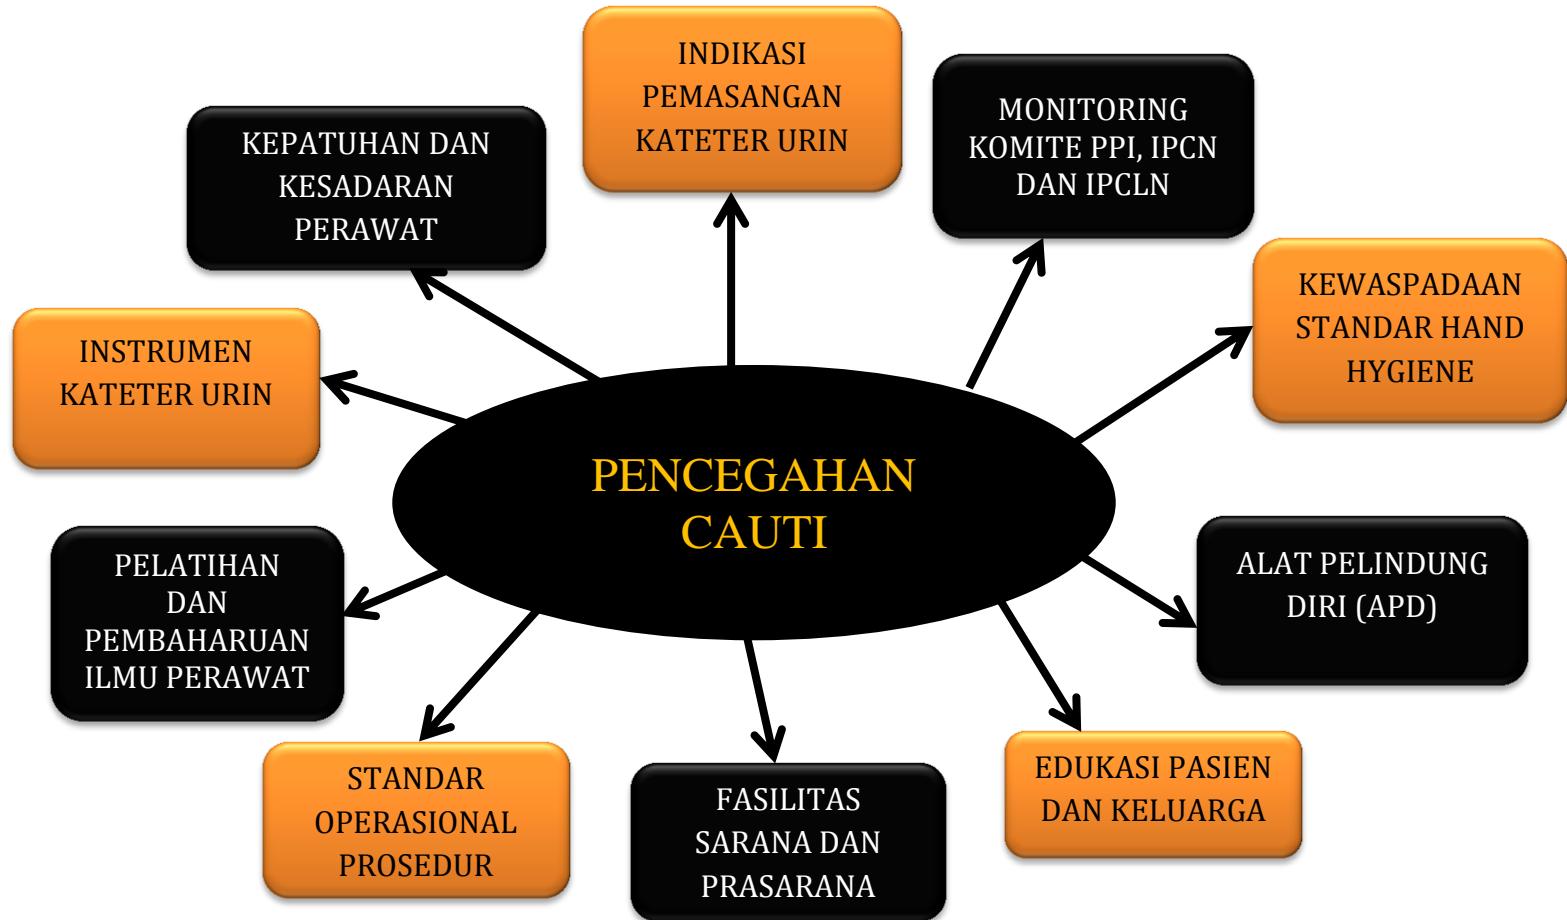 INDIKASI
PEMASANGAN
KATETER URIN
MONITORING
KOMITE PPI, IPCN
DAN IPCLN
KEPATUHAN DAN
KESADARAN
PERAWAT
KEWASPADAAN
STANDAR HAND
HYGIENE
INSTRUMEN
KATETER URIN
PENCEGAHAN
CAUTI
PELATIHAN
DAN
PEMBAHARUAN
ILMU PERAWAT
ALAT PELINDUNG
DIRI (APD)
STANDAR
OPERASIONAL
PROSEDUR
FASILITAS
SARANA DAN
PRASARANA
EDUKASI PASIEN
DAN KELUARGA